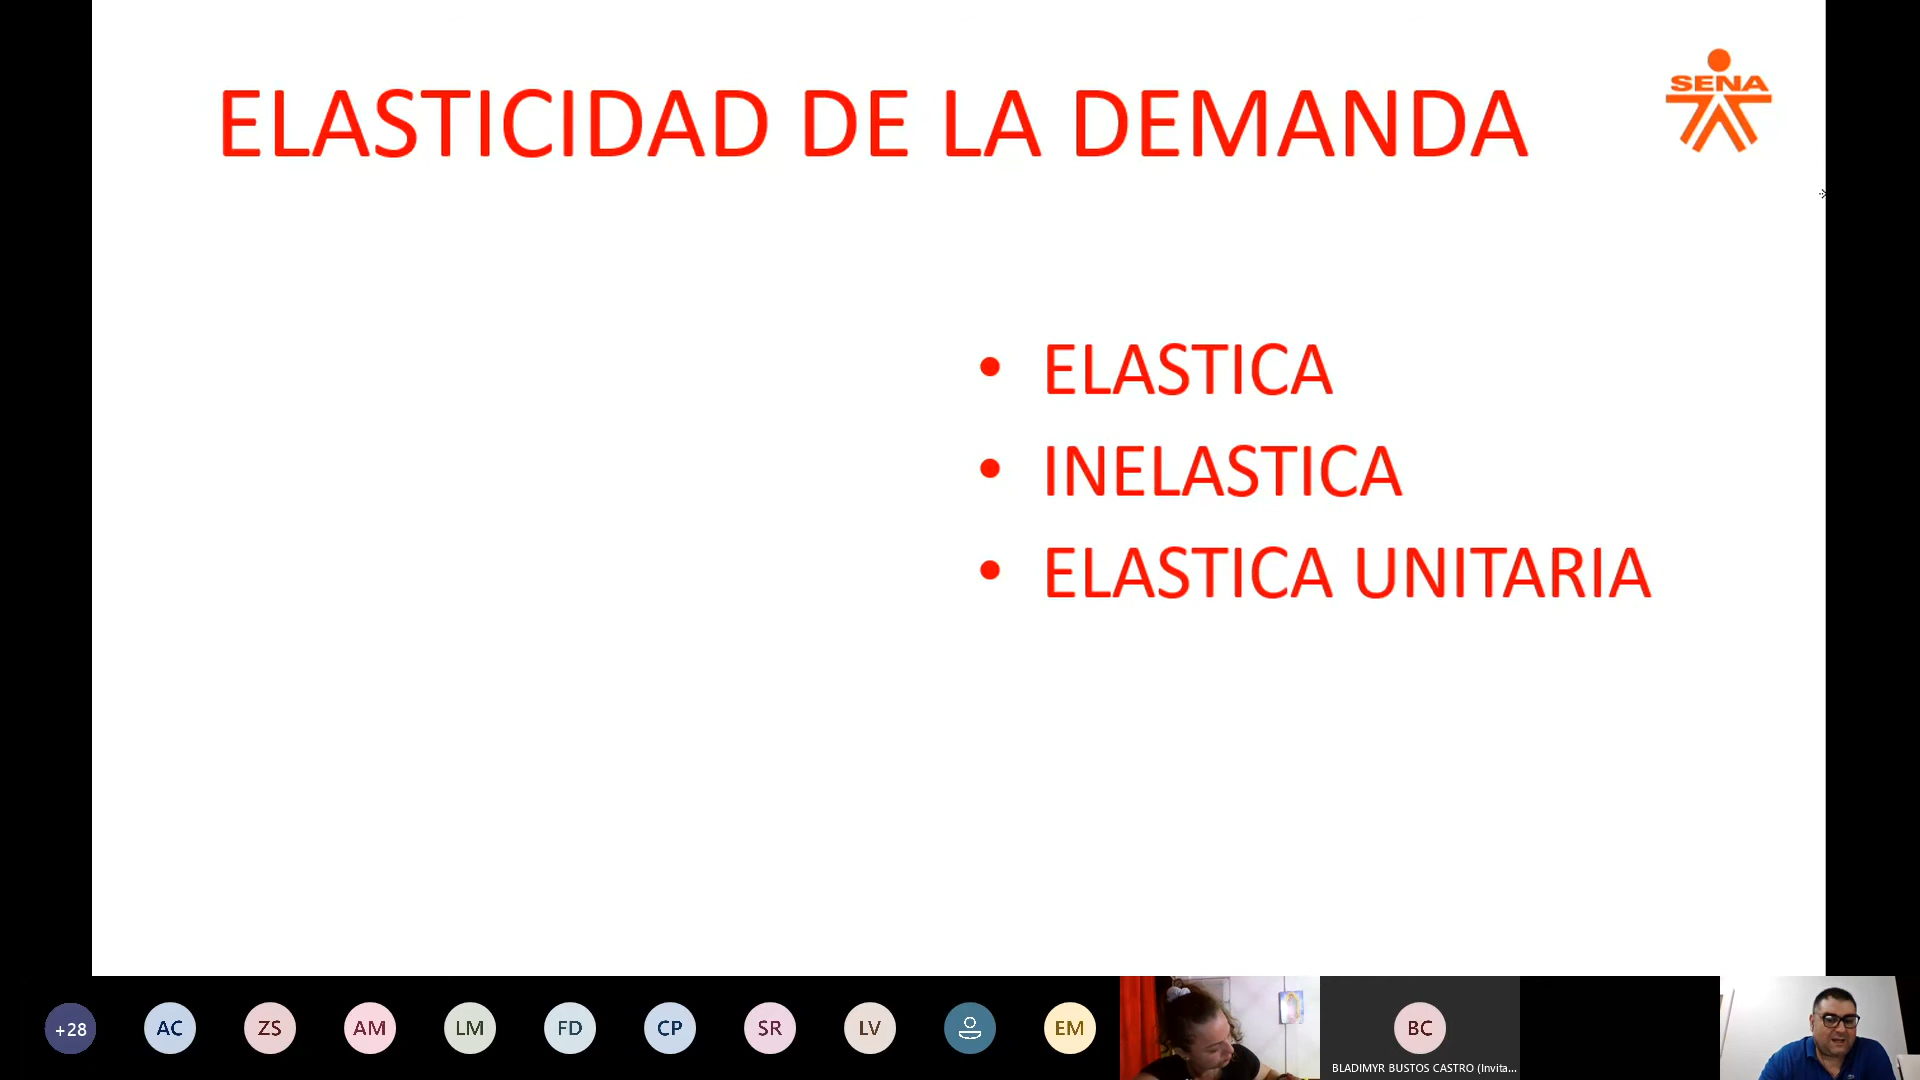 ELASTICIDAD DE LA DEMANDA
SENA
• ELASTICA
• INELASTICA
• ELASTICA UNITARIA
+28
AC
ZS
AM
LM
FD
CP
SR
LV
EM
BC
BLADIMYR BUSTOS CASTRO (Invita...